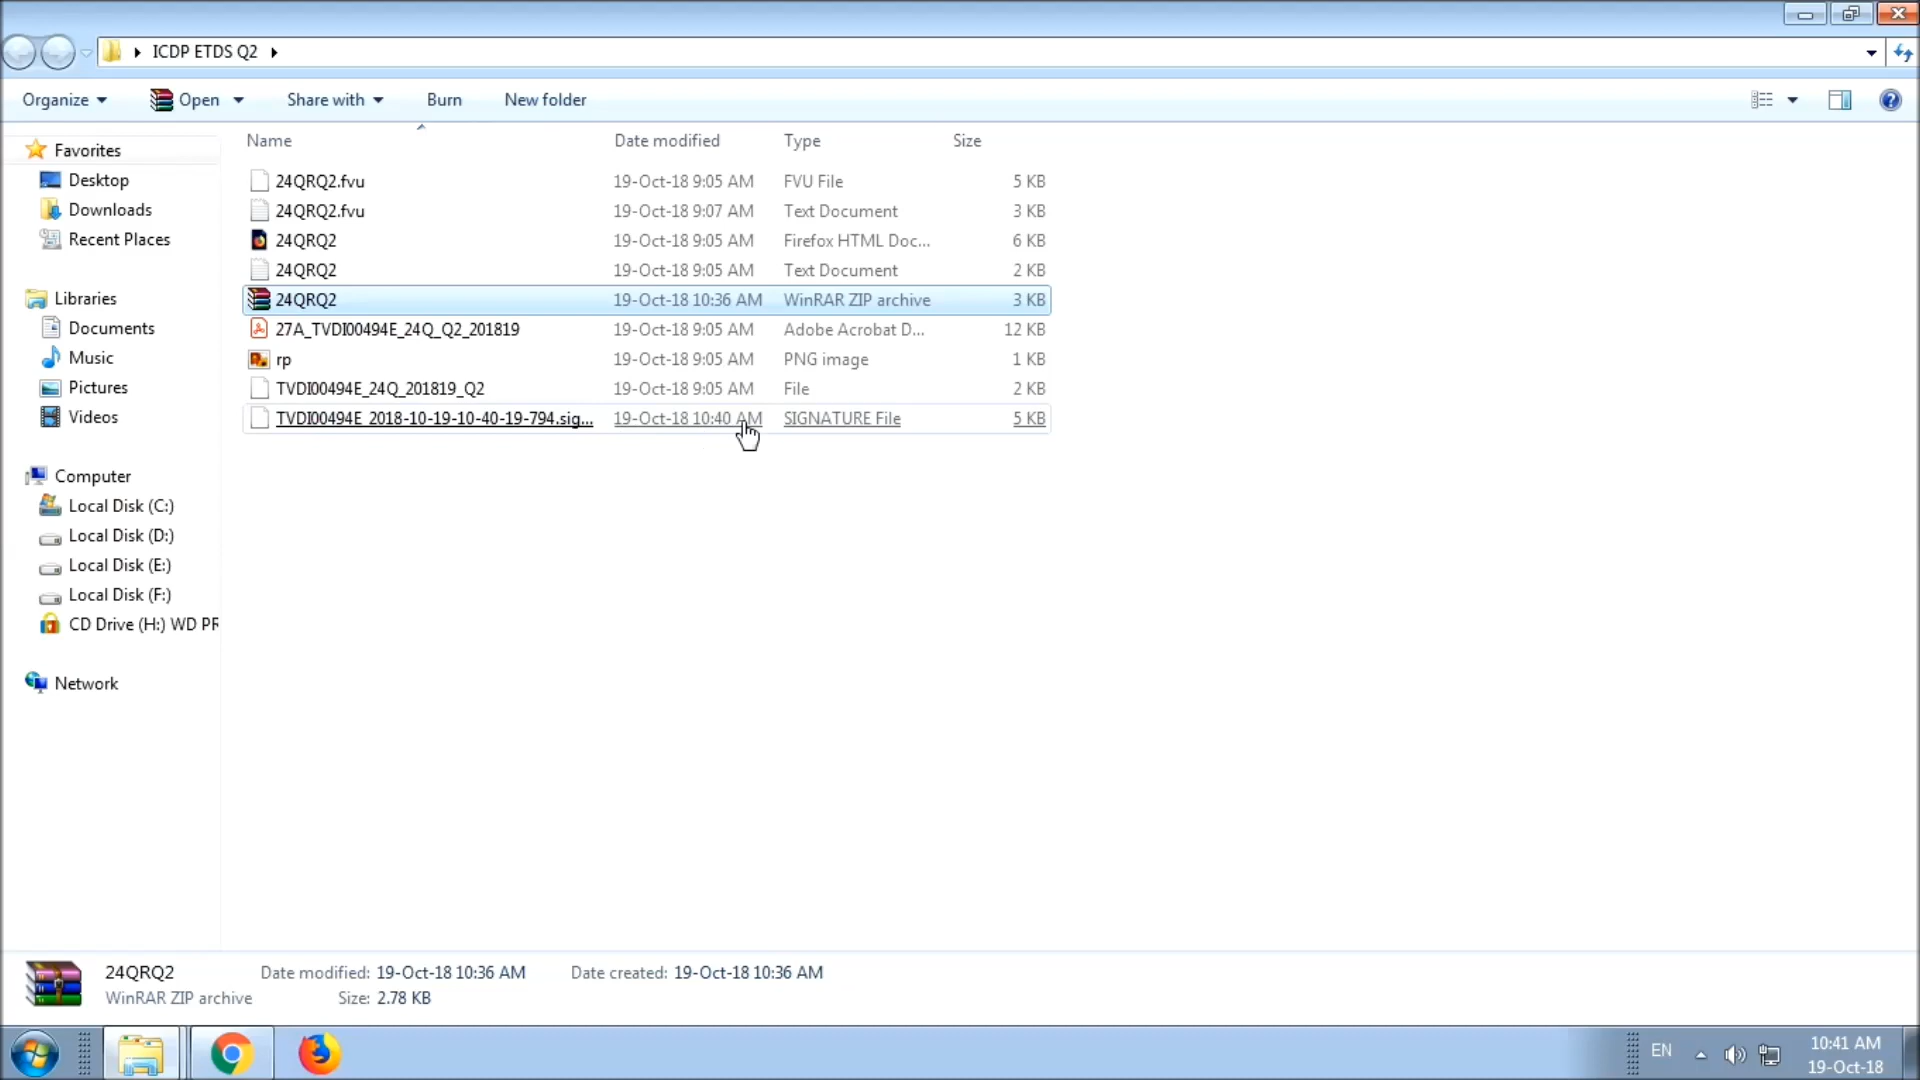 ICDP ETDS Q2
Organize Open Share with Burn New folder
Name Date modified Type Size
Favorites
Desktop
Downloads
Recent Places
Libraries
Documents
Music
Pictures
Videos
Computer
Local Disk (C:)
Local Disk (D:)
Local Disk (E:)
Local Disk (F:)
CD Drive (H:) WD PR
Network
24QRQ2.fvu 19-Oct-18 9:05 AM FVU File 5 KB
24QRQ2.fvu 19-Oct-18 9:07 AM Text Document 3 KB
24QRQ2 19-Oct-18 9:05 AM Firefox HTML Doc... 6 KB
24QRQ2 19-Oct-18 9:05 AM Text Document 2 KB
24QRQ2 19-Oct-18 10:36 AM WinRAR ZIP archive 3 KB
27A_TVDI00494E_24Q_Q2_201819 19-Oct-18 9:05 AM Adobe Acrobat D... 12 KB
rp 19-Oct-18 9:05 AM PNG image 1 KB
TVDI00494E_24Q_201819_Q2 19-Oct-18 9:05 AM File 2 KB
TVDI00494E_2018-10-19-10-40-19-794.sig... 19-Oct-18 10:40 AM SIGNATURE File 5 KB
24QRQ2 Date modified: 19-Oct-18 10:36 AM Date created: 19-Oct-18 10:36 AM
WinRAR ZIP archive Size: 2.78 KB
EN
10:41 AM
19-Oct-18